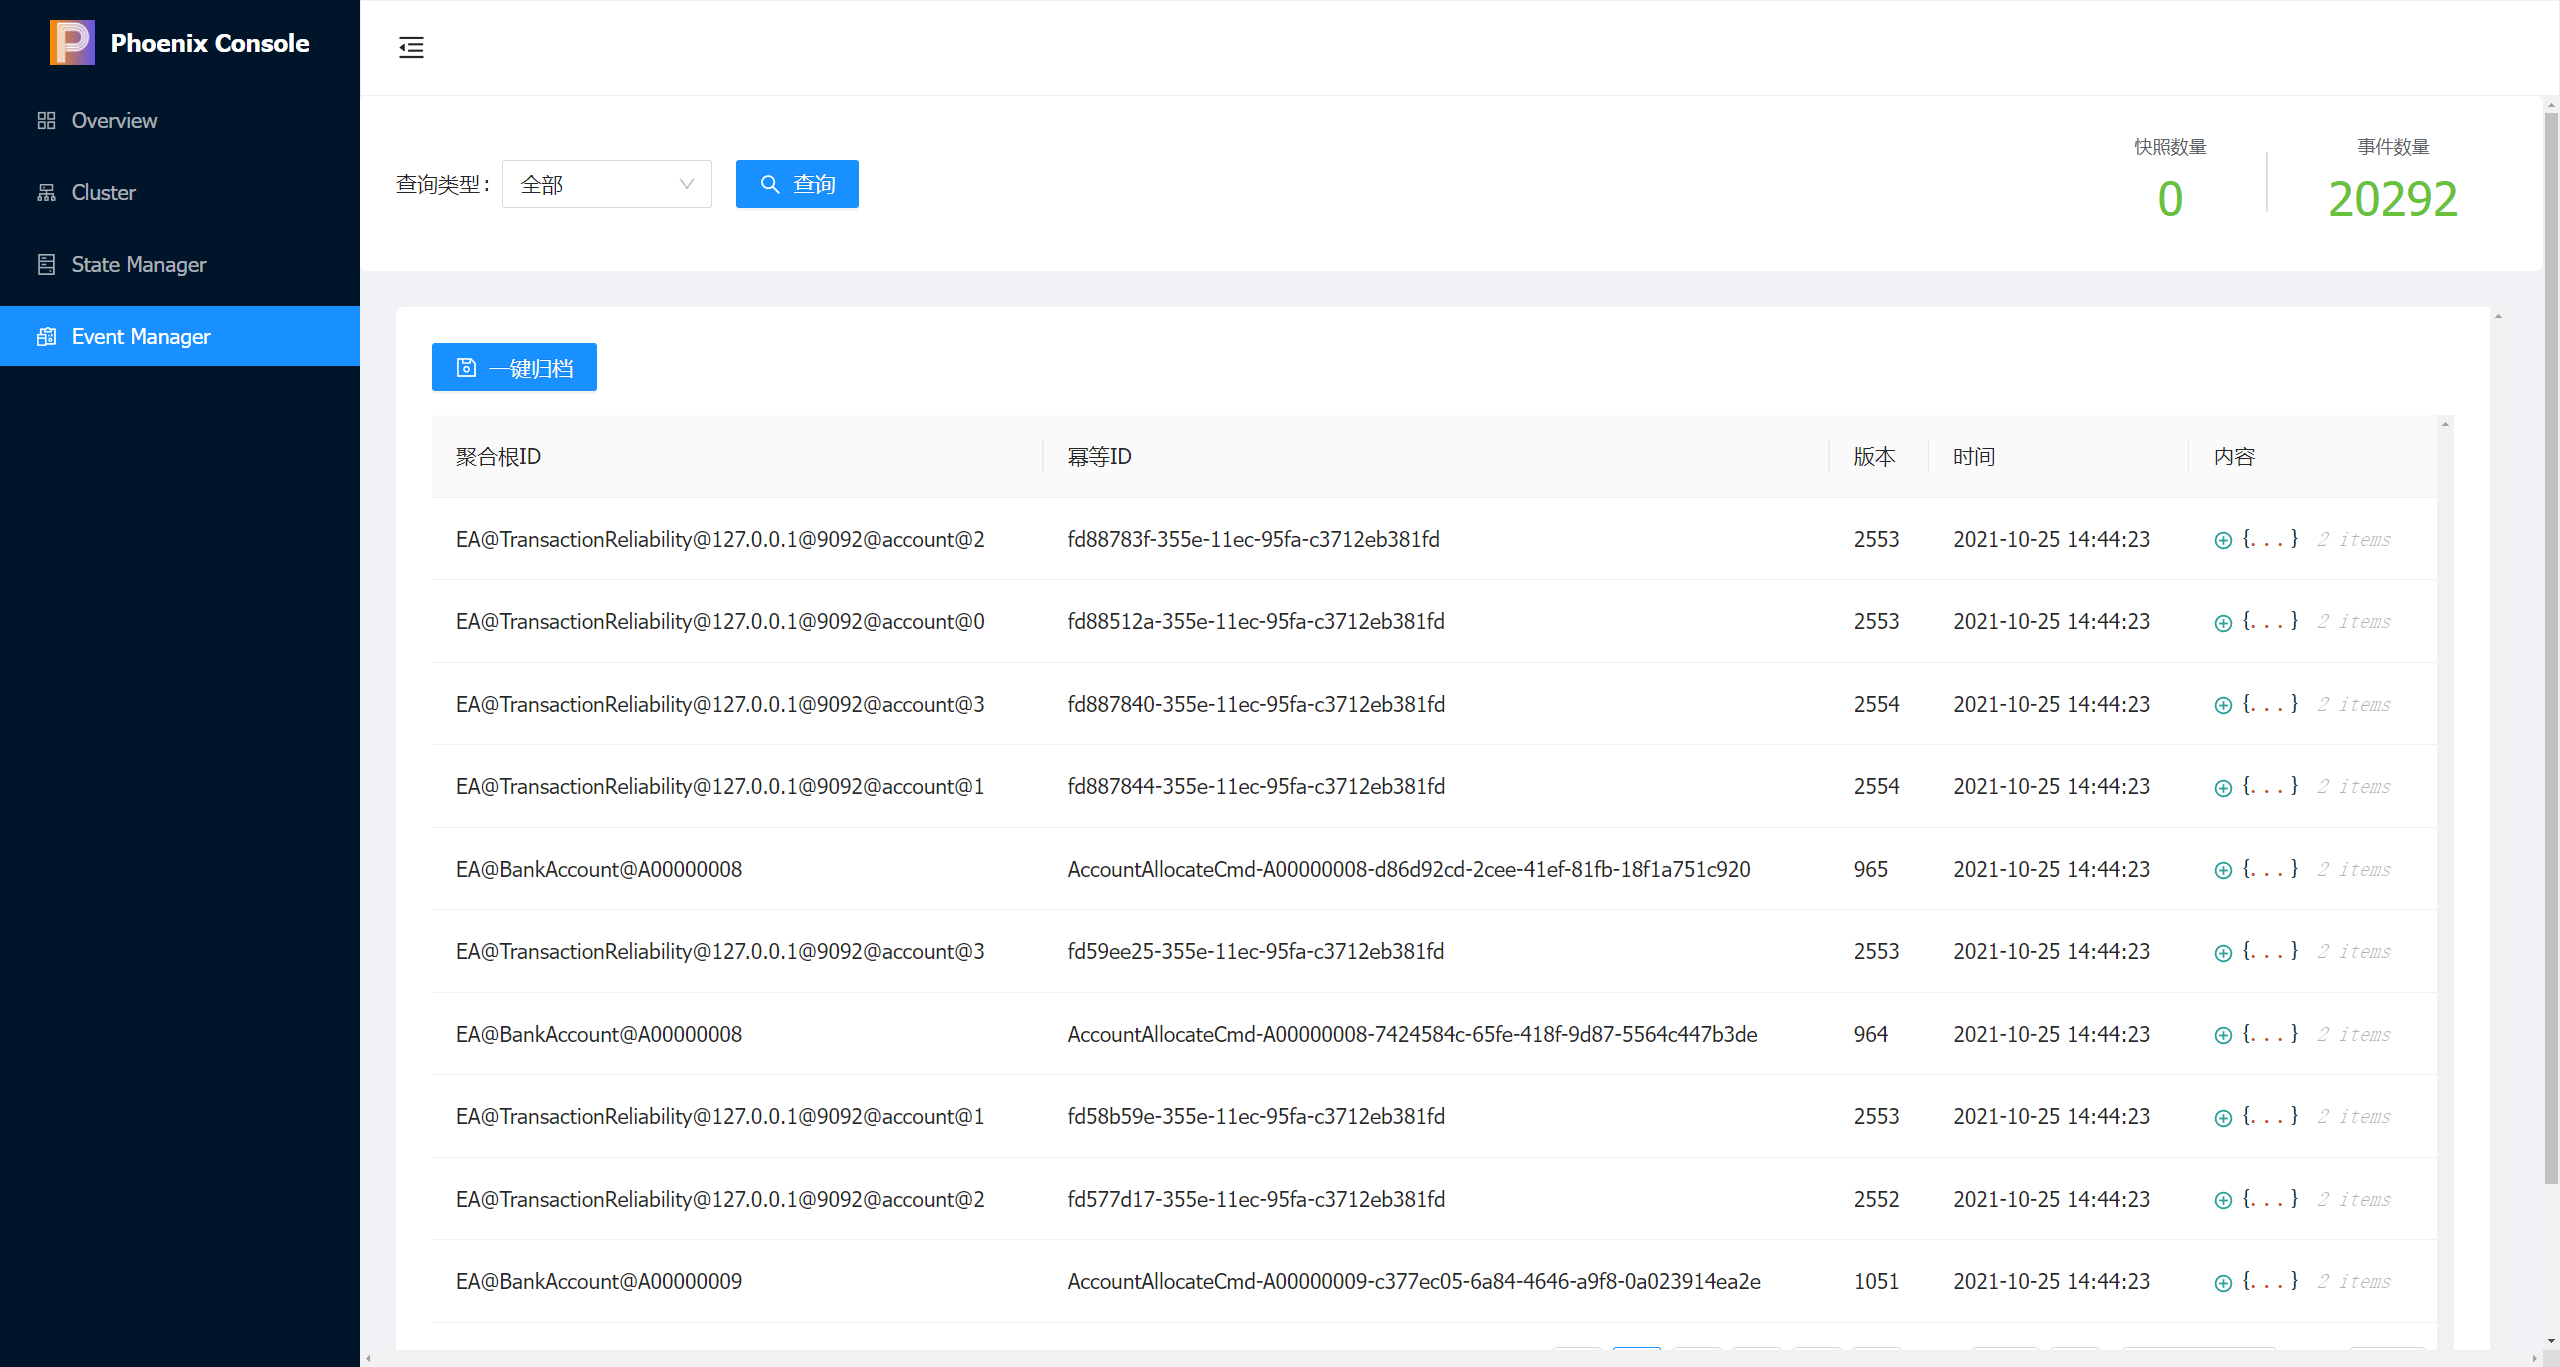 Phoenix Console
Overview
Cluster
State Manager
Event Manager
查询类型: 全部 查询
快照数量 事件数量
0 20292
一键归档
聚合根ID 幂等ID 版本 时间 内容
EA@TransactionReliability@127.0.0.1@9092@account@2 fd88783f-355e-11ec-95fa-c3712eb381fd 2553 2021-10-25 14:44:23 {...} 2 items
EA@TransactionReliability@127.0.0.1@9092@account@0 fd88512a-355e-11ec-95fa-c3712eb381fd 2553 2021-10-25 14:44:23 {...} 2 items
EA@TransactionReliability@127.0.0.1@9092@account@3 fd887840-355e-11ec-95fa-c3712eb381fd 2554 2021-10-25 14:44:23 {...} 2 items
EA@TransactionReliability@127.0.0.1@9092@account@1 fd887844-355e-11ec-95fa-c3712eb381fd 2554 2021-10-25 14:44:23 {...} 2 items
EA@BankAccount@A00000008 AccountAllocateCmd-A00000008-d86d92cd-2cee-41ef-81fb-18f1a751c920 965 2021-10-25 14:44:23 {...} 2 items
EA@TransactionReliability@127.0.0.1@9092@account@3 fd59ee25-355e-11ec-95fa-c3712eb381fd 2553 2021-10-25 14:44:23 {...} 2 items
EA@BankAccount@A00000008 AccountAllocateCmd-A00000008-7424584c-65fe-418f-9d87-5564c447b3de 964 2021-10-25 14:44:23 {...} 2 items
EA@TransactionReliability@127.0.0.1@9092@account@1 fd58b59e-355e-11ec-95fa-c3712eb381fd 2553 2021-10-25 14:44:23 {...} 2 items
EA@TransactionReliability@127.0.0.1@9092@account@2 fd577d17-355e-11ec-95fa-c3712eb381fd 2552 2021-10-25 14:44:23 {...} 2 items
EA@BankAccount@A00000009 AccountAllocateCmd-A00000009-c377ec05-6a84-4646-a9f8-0a023914ea2e 1051 2021-10-25 14:44:23 {...} 2 items